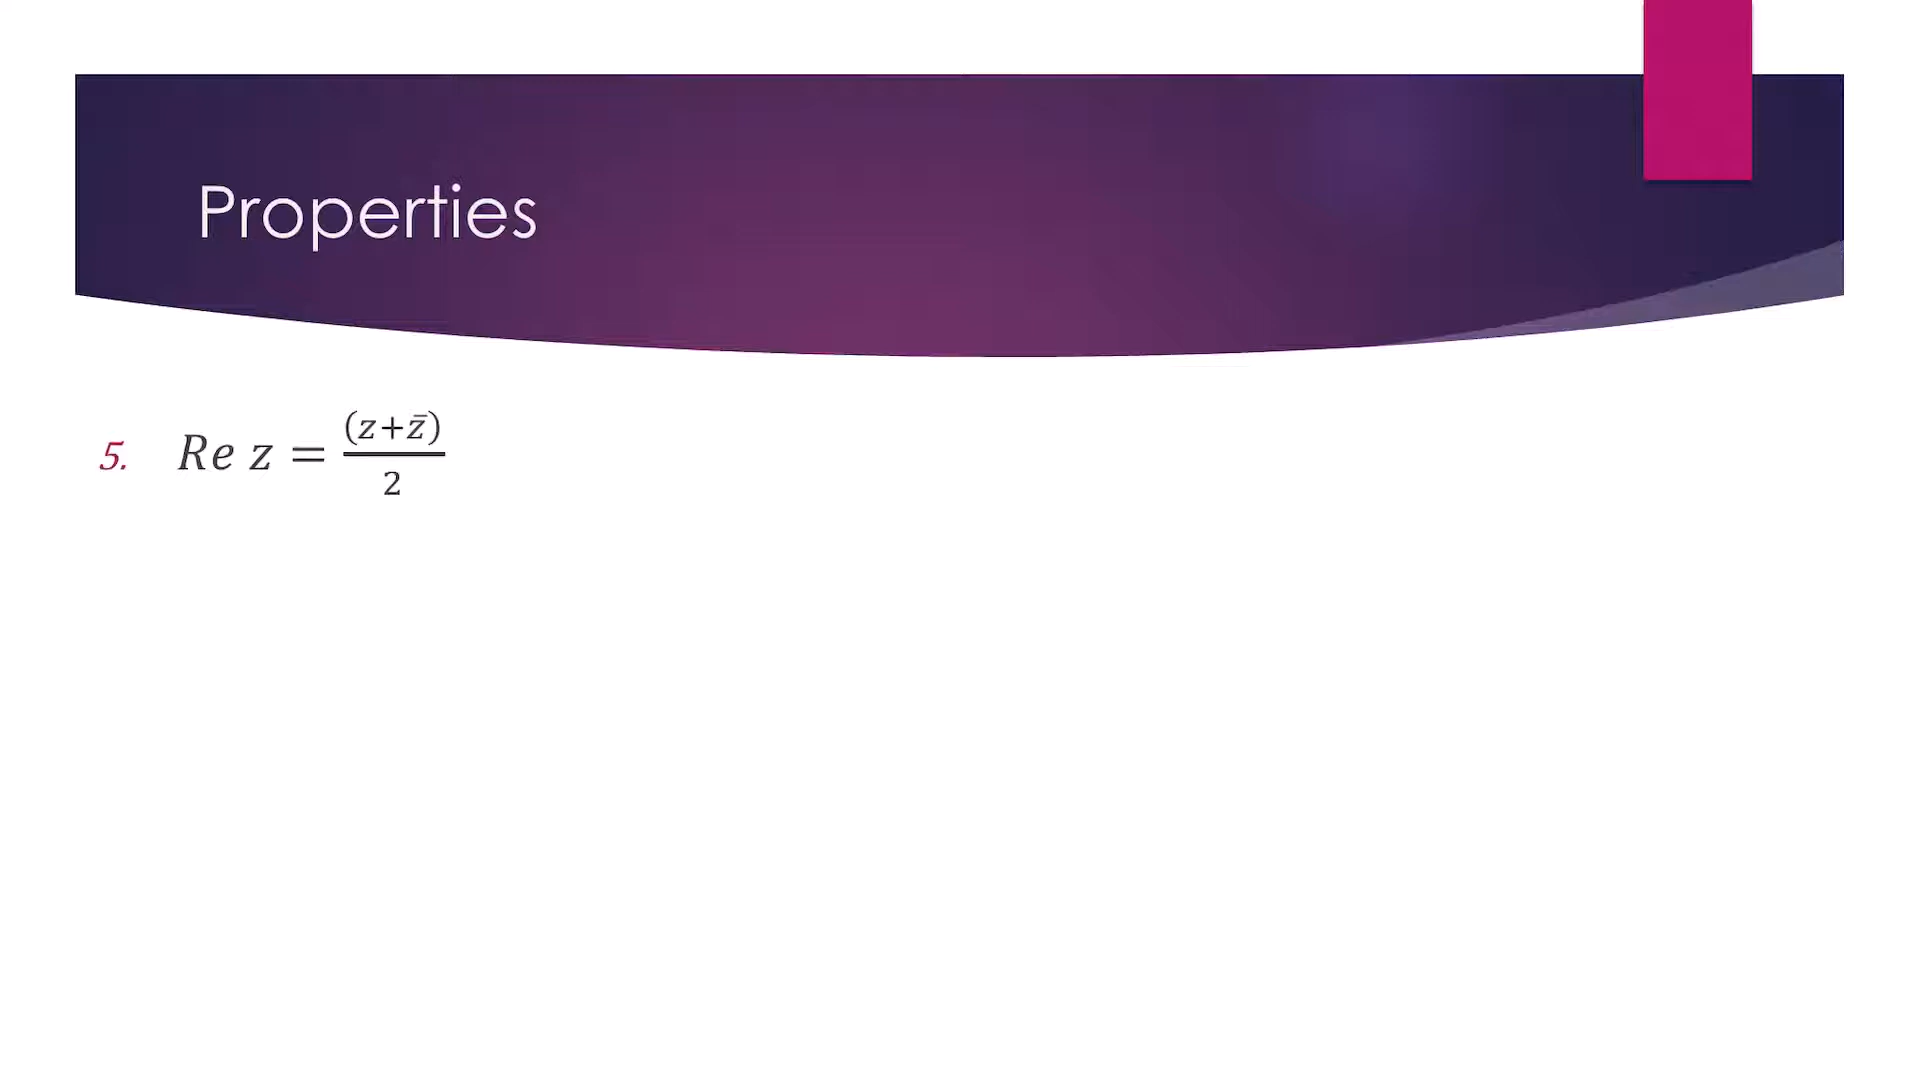 Properties
5. Re z = (z+z̄)/2